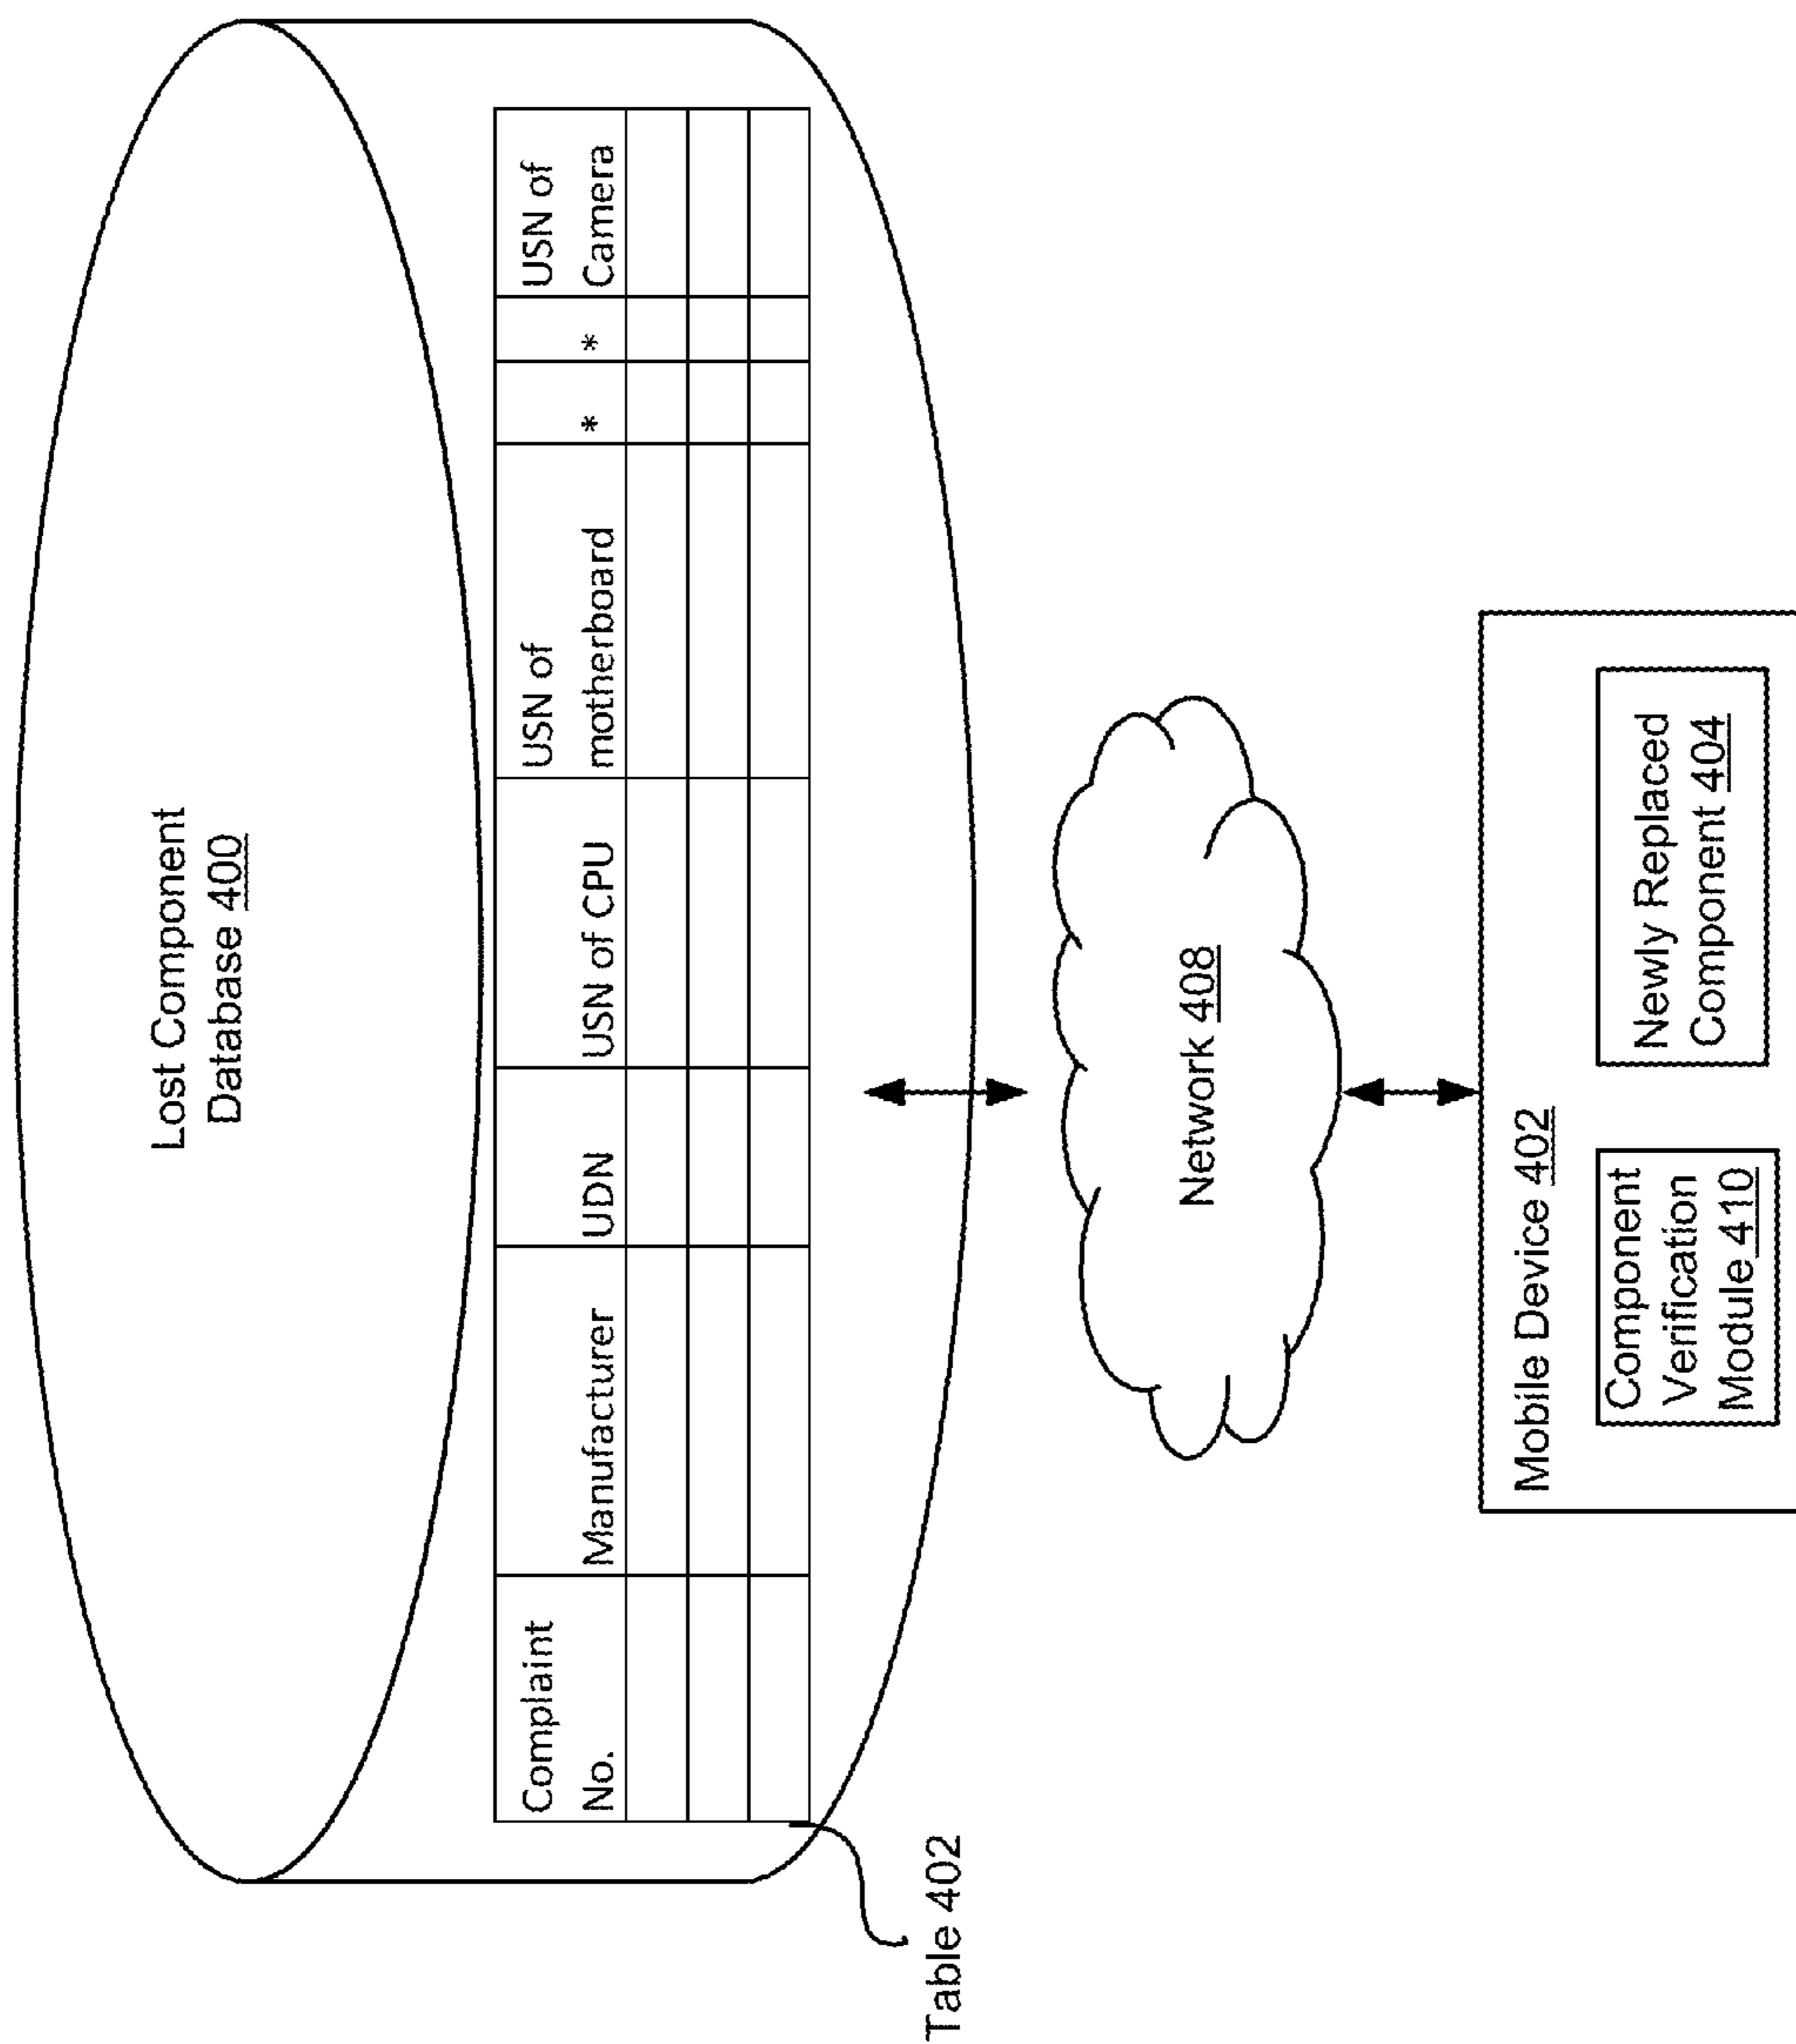 Lost Component
Database 400
Complaint
No.
Manufacturer
UDN
USN of CPU
USN of
motherboard
*
*
USN of
Camera
Table 402
Network 408
Mobile Device 402
Component
Verification
Module 410
Newly Replaced
Component 404